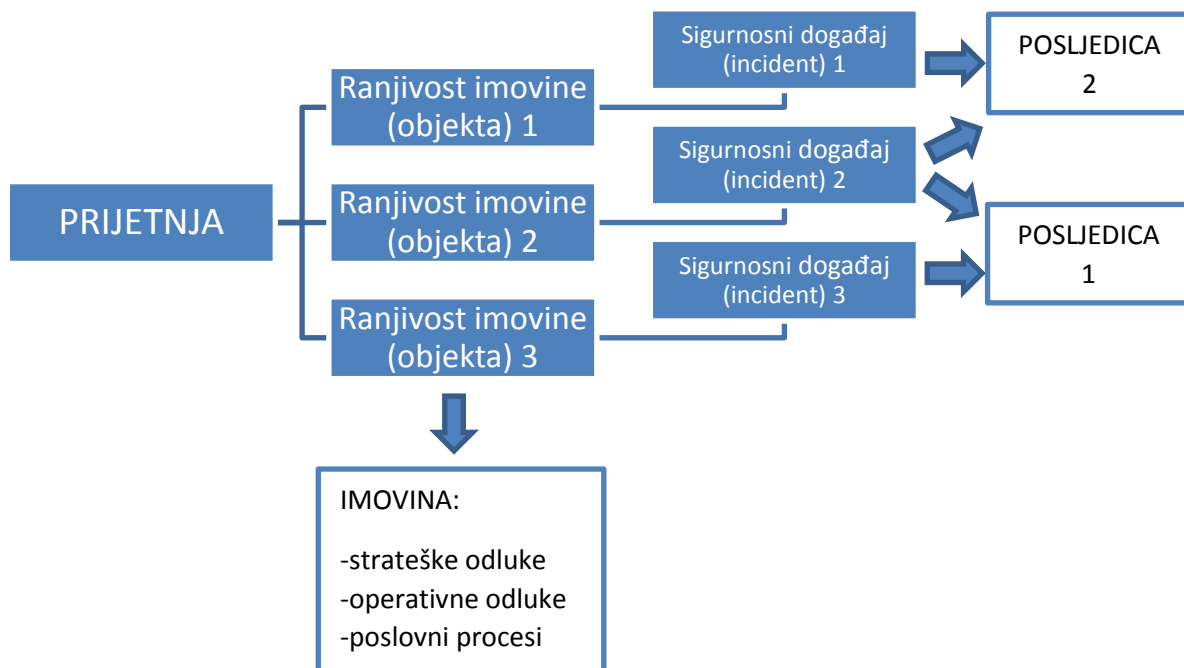 PRIJETNJA
Ranjivost imovine
(objekta) 1
Sigurnosni događaj
(incident) 1
Ranjivost imovine
(objekta) 2
Sigurnosni događaj
(incident) 2
Ranjivost imovine
(objekta) 3
Sigurnosni događaj
(incident) 3
POSLJEDICA
2
POSLJEDICA
1
IMOVINA:
-strateške odluke
-operativne odluke
-poslovni procesi